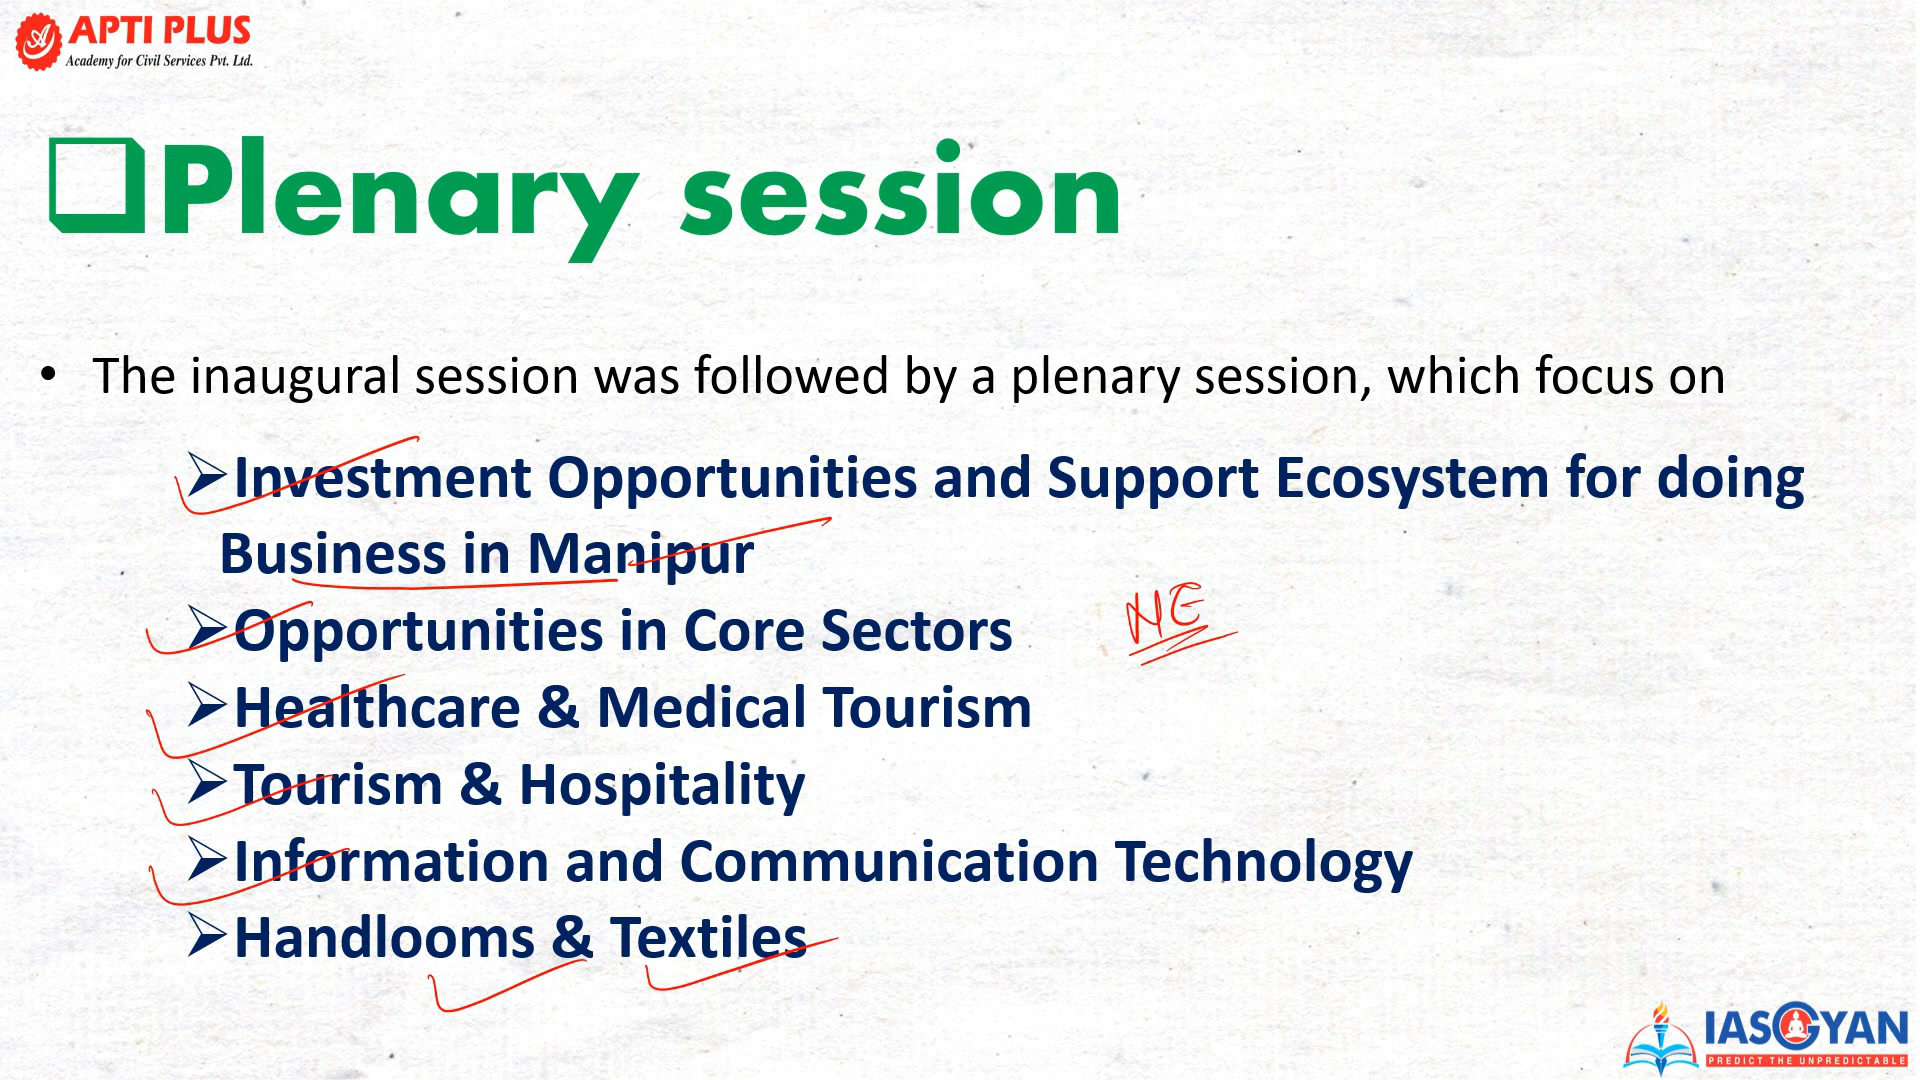 APTI PLUS
Academy for Civil Services Pvt. Ltd.
Plenary session
• The inaugural session was followed by a plenary session, which focus on
Investment Opportunities and Support Ecosystem for doing
Business in Manipur
Opportunities in Core Sectors
NE
Healthcare & Medical Tourism
Tourism & Hospitality
Information and Communication Technology
Handlooms & Textiles
IASGYAN
PREDICT THE UNPREDICTABLE